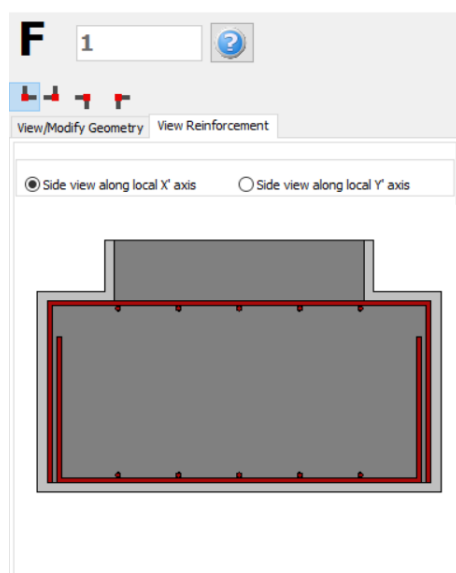 F 1
View/Modify Geometry View Reinforcement
Side view along local X' axis Side view along local Y' axis